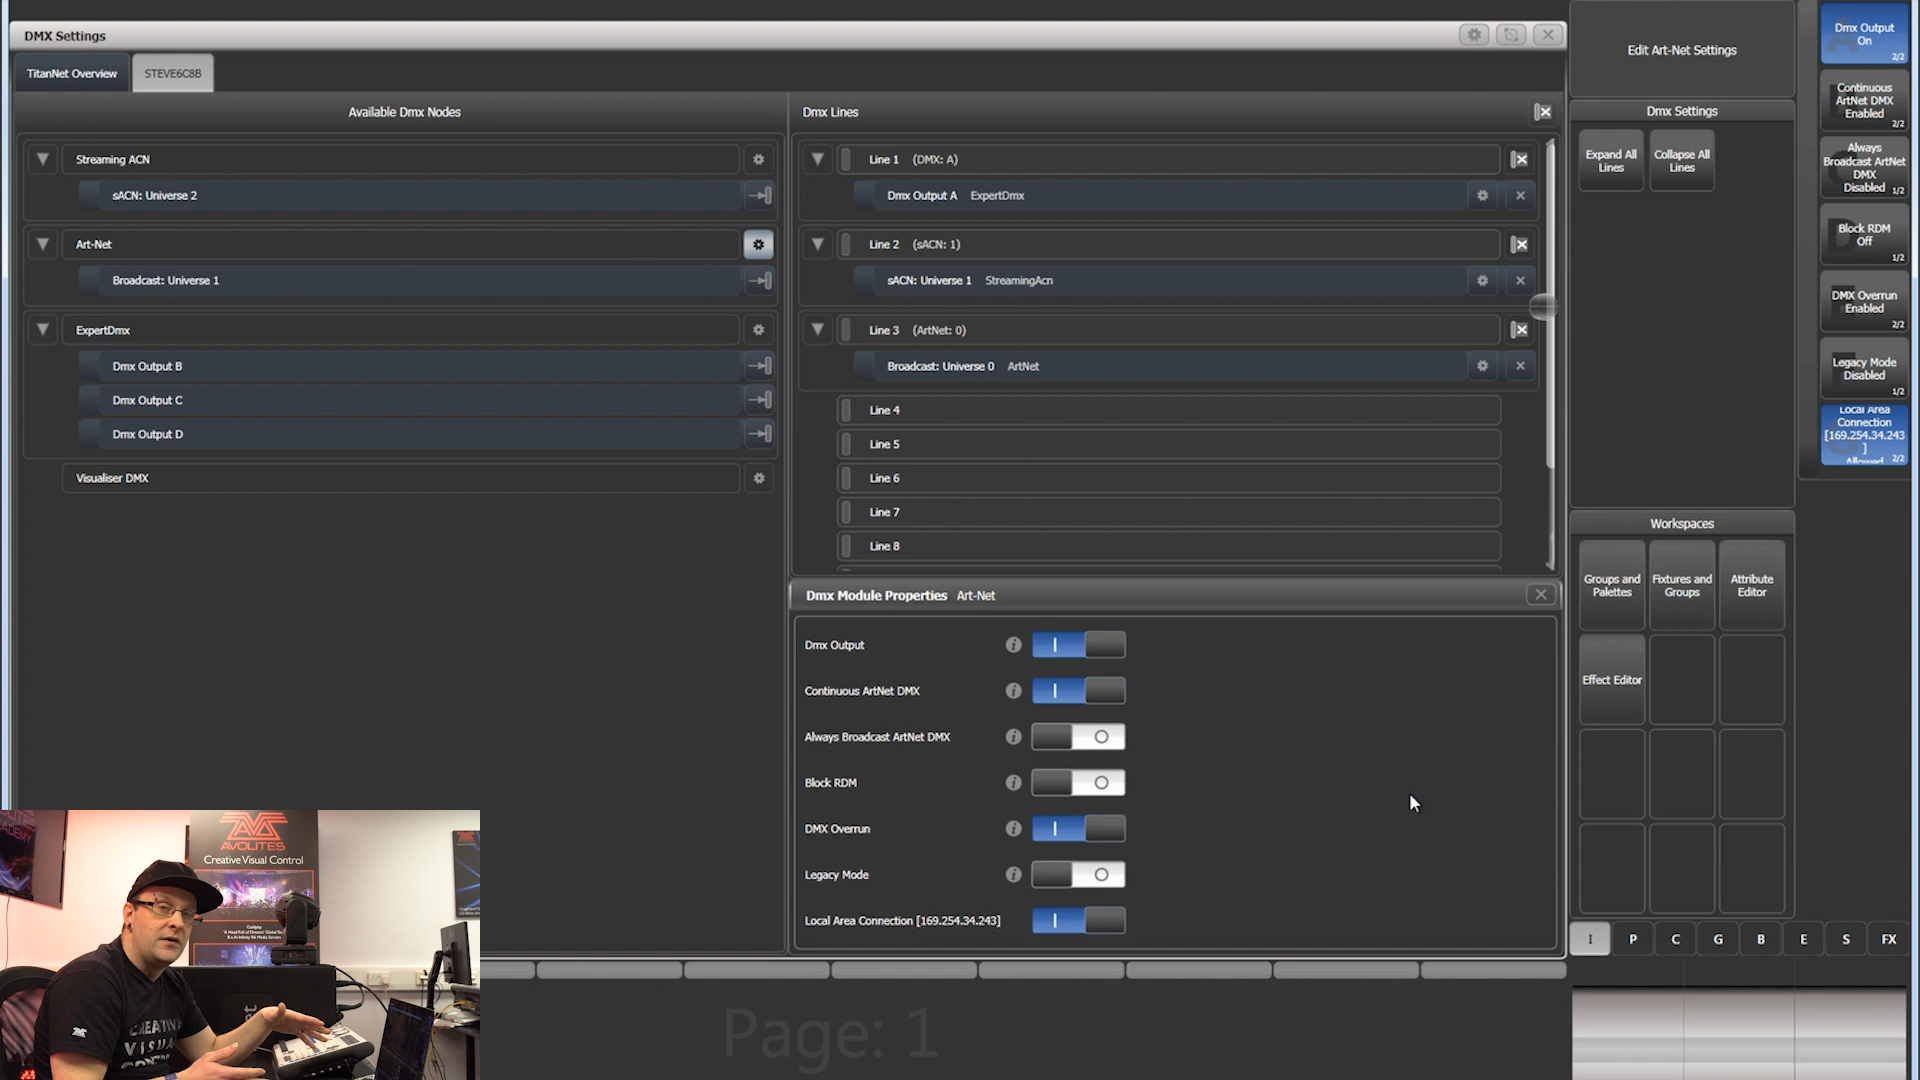 DMX Settings
TitanNet Overview
STEVE6C8B
Available Dmx Nodes
Streaming ACN
sACN: Universe 2
Art-Net
Broadcast: Universe 1
ExpertDmx
Dmx Output B
Dmx Output C
Dmx Output D
Visualiser DMX
Dmx Lines
Line 1 (DMX: A)
Dmx Output A ExpertDmx
Line 2 (sACN: 1)
sACN: Universe 1 StreamingAcn
Line 3 (ArtNet: 0)
Broadcast: Universe 0 ArtNet
Line 4
Line 5
Line 6
Line 7
Line 8
Dmx Module Properties Art-Net
Dmx Output
Continuous ArtNet DMX
Always Broadcast ArtNet DMX
Block RDM
DMX Overrun
Legacy Mode
Local Area Connection [169.254.34.243]
Edit Art-Net Settings
Dmx Settings
Expand All
Lines
Collapse All
Lines
Workspaces
Groups and
Palettes
Fixtures and
Groups
Attribute
Editor
Effect Editor
Dmx Output
On
2/2
Continuous
ArtNet DMX
Enabled
2/2
Always
Broadcast ArtNet
DMX
Disabled
1/2
Block RDM
Off
1/2
DMX Overrun
Enabled
2/2
Legacy Mode
Disabled
1/2
Local Area
Connection
[169.254.34.243
]
Allowed
2/2
I P C G B E S FX
Page: 1
AVOLITES
Creative Visual Control
CREATIVE
VISUAL
CONTROL